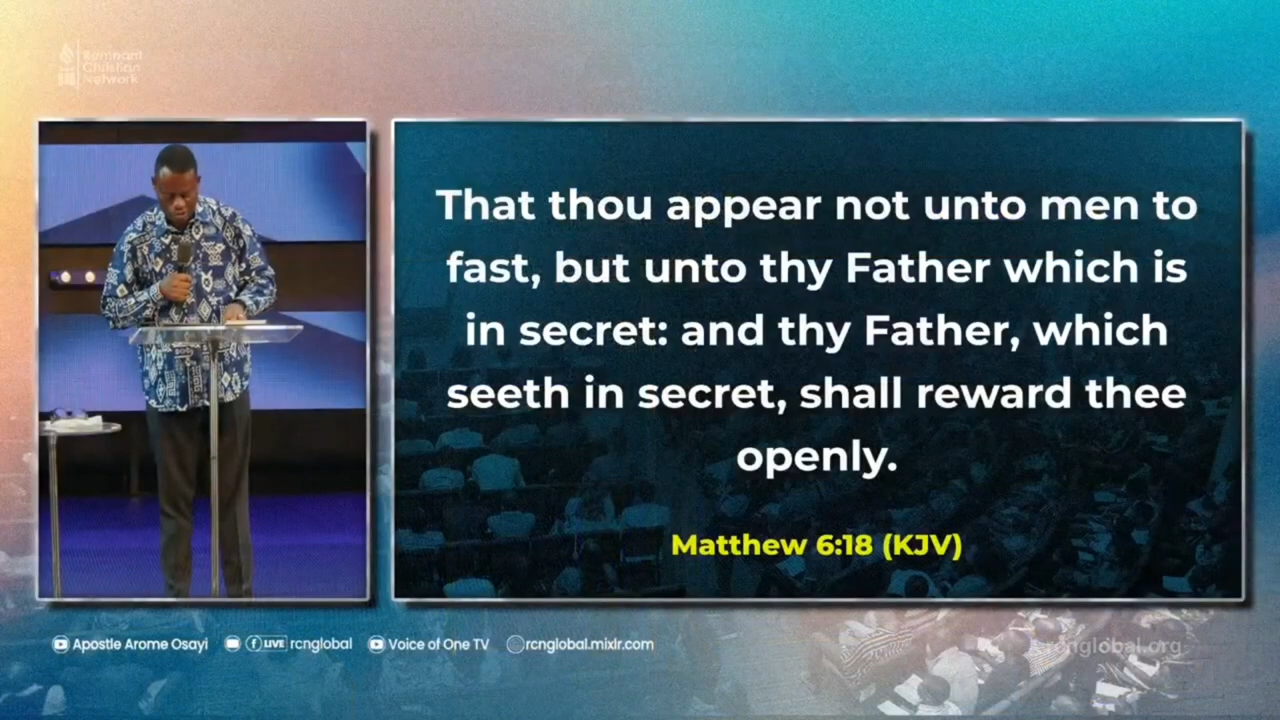 Remnant
Christian
Network
That thou appear not unto men to
fast, but unto thy Father which is
in secret: and thy Father, which
seeth in secret, shall reward thee
openly.
Matthew 6:18 (KJV)
Apostle Arome Osayi
LIVE rcnglobal
Voice of One TV
rcnglobal.mixlr.com
rcnglobal.org